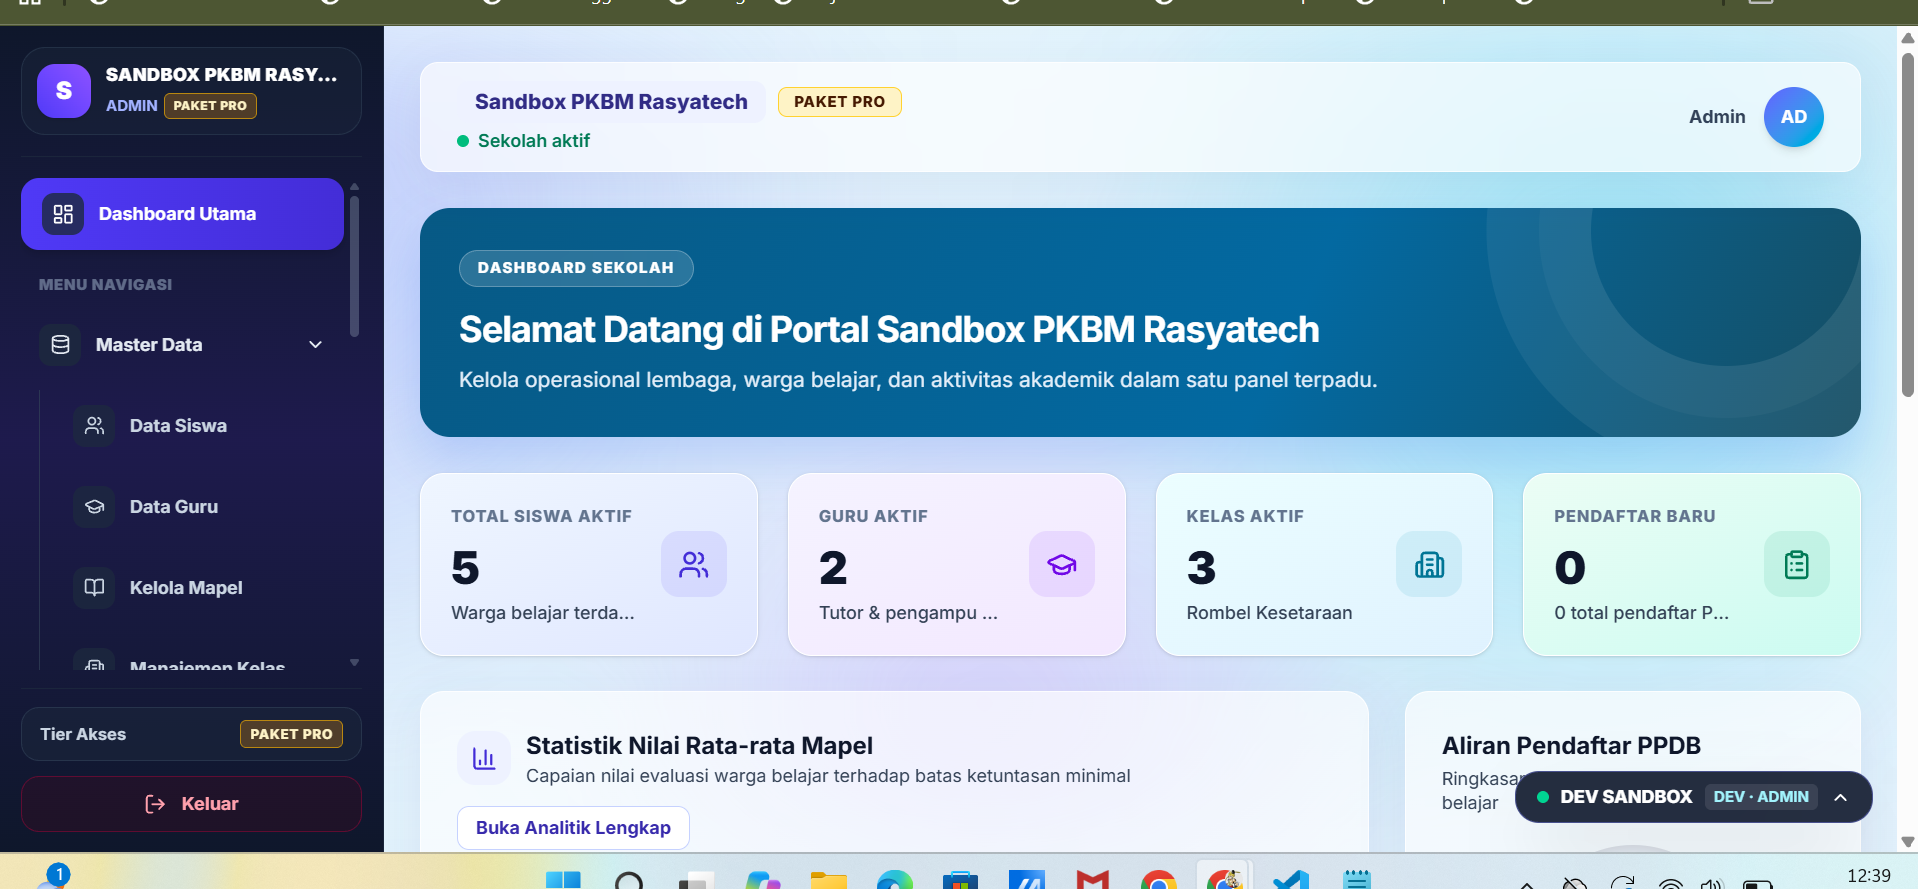 S
SANDBOX PKBM RASY...
ADMIN PAKET PRO
Dashboard Utama
MENU NAVIGASI
Master Data
Data Siswa
Data Guru
Kelola Mapel
Manajemen Kelas
Tier Akses PAKET PRO
Keluar
Sandbox PKBM Rasyatech PAKET PRO
Sekolah aktif
Admin AD
DASHBOARD SEKOLAH
Selamat Datang di Portal Sandbox PKBM Rasyatech
Kelola operasional lembaga, warga belajar, dan aktivitas akademik dalam satu panel terpadu.
TOTAL SISWA AKTIF
5
Warga belajar terda...
GURU AKTIF
2
Tutor & pengampu ...
KELAS AKTIF
3
Rombel Kesetaraan
PENDAFTAR BARU
0
0 total pendaftar P...
Statistik Nilai Rata-rata Mapel
Capaian nilai evaluasi warga belajar terhadap batas ketuntasan minimal
Buka Analitik Lengkap
Aliran Pendaftar PPDB
Ringkasan
belajar
DEV SANDBOX DEV · ADMIN
1
12:39